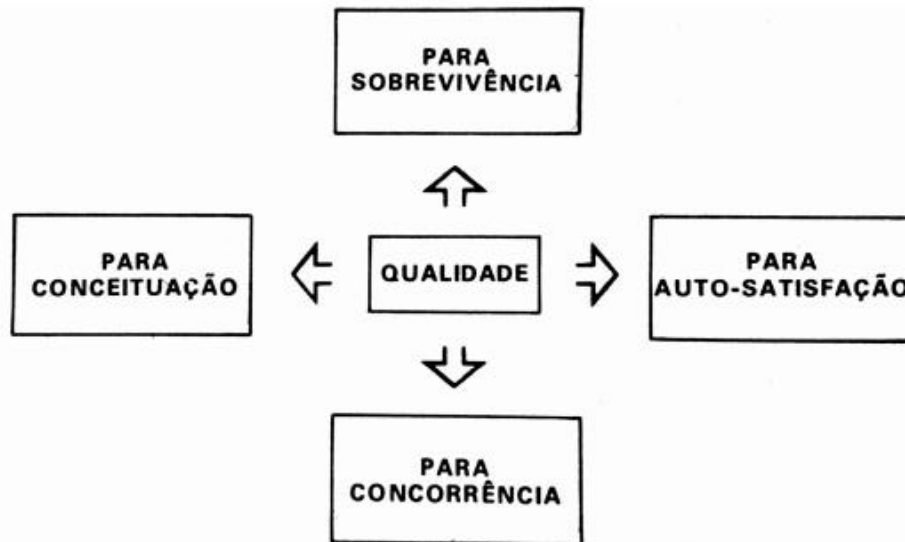 PARA
SOBREVIVÊNCIA
PARA
CONCEITUAÇÃO
QUALIDADE
PARA
AUTO-SATISFAÇÃO
PARA
CONCORRÊNCIA